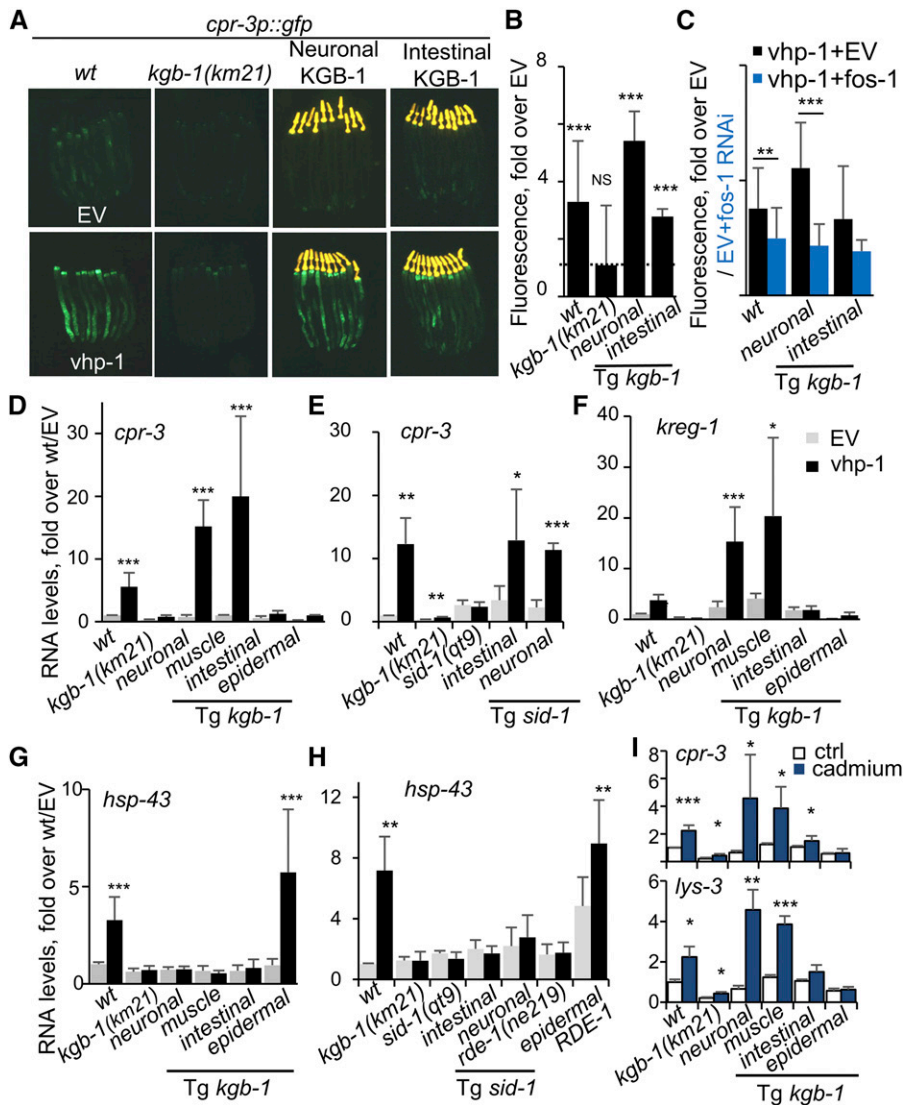 A
cpr-3p::gfp
wt
kgb-1(km21)
Neuronal
KGB-1
Intestinal
KGB-1
EV
vhp-1
B
Fluorescence, fold over EV
8
4
0
***
NS
***
***
wt
kgb-1(km21)
neuronal
intestinal
Tg kgb-1
C
vhp-1+EV
vhp-1+fos-1
Fluorescence, fold over EV
/ EV+fos-1 RNAi
**
***
wt
neuronal
intestinal
Tg kgb-1
D
RNA levels, fold over wt/EV
cpr-3
30
20
10
0
***
***
***
wt
kgb-1(km21)
neuronal
muscle
intestinal
epidermal
Tg kgb-1
E
cpr-3
30
20
10
0
**
**
*
***
wt
kgb-1(km21)
sid-1(qt9)
intestinal
neuronal
Tg sid-1
F
kreg-1
40
30
20
10
0
***
*
EV
vhp-1
wt
kgb-1(km21)
neuronal
muscle
intestinal
epidermal
Tg kgb-1
G
RNA levels, fold over wt/EV
hsp-43
10
5
0
***
***
wt
kgb-1(km21)
neuronal
muscle
intestinal
epidermal
Tg kgb-1
H
hsp-43
12
8
4
0
**
**
wt
kgb-1(km21)
sid-1(qt9)
intestinal
neuronal
rde-1(ne219)
epidermal
RDE-1
Tg sid-1
I
cpr-3
ctrl
cadmium
8
6
4
2
0
***
*
*
*
*
lys-3
6
4
2
0
*
*
**
***
wt
kgb-1(km21)
neuronal
muscle
intestinal
epidermal
Tg kgb-1